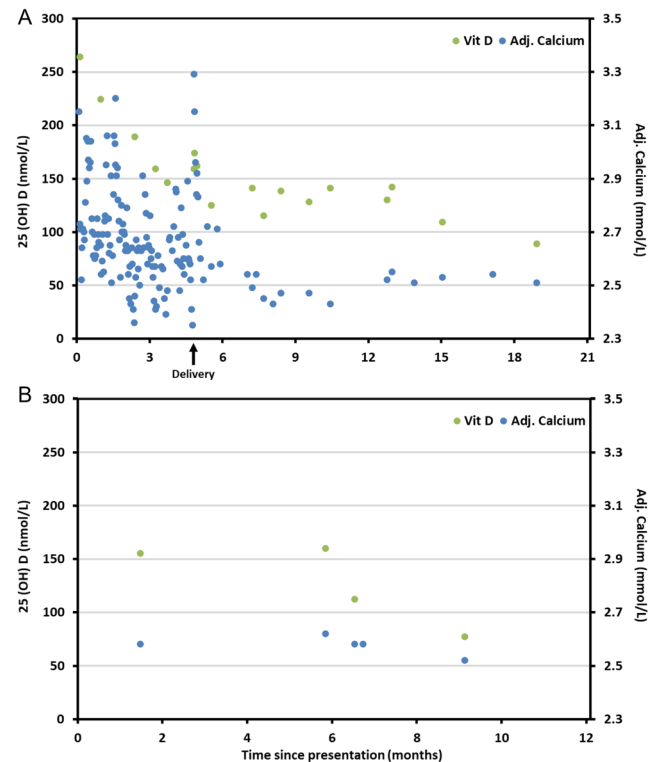 A
300
250
200
150
100
50
0
25 (OH) D (nmol/L)
Vit D Adj. Calcium
3.5
3.3
3.1
2.9
2.7
2.5
2.3
Adj. Calcium (mmol/L)
0 3 6 9 12 15 18 21
Delivery
B
300
250
200
150
100
50
0
25 (OH) D (nmol/L)
Vit D Adj. Calcium
3.5
3.3
3.1
2.9
2.7
2.5
2.3
Adj. Calcium (mmol/L)
0 2 4 6 8 10 12
Time since presentation (months)